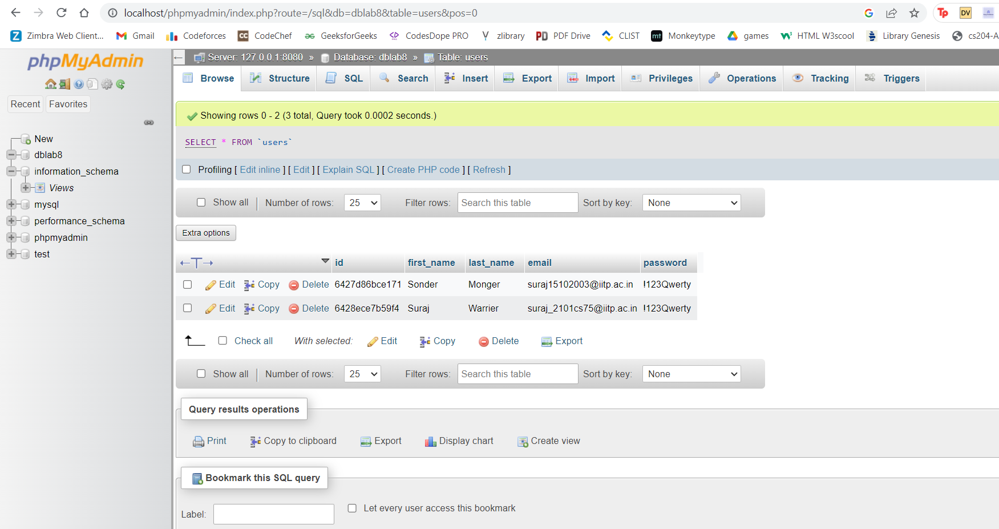 localhost/phpmyadmin/index.php?route=/sql&db=dblab8&table=users&pos=0
G Tp DV
Z Zimbra Web Client... Gmail Codeforces CC CodeChef GeeksforGeeks CodesDope PRO zlibrary PD PDF Drive CLIST mt Monkeytype games HTML W3scool Library Genesis cs204-A
phpMyAdmin
Recent Favorites
New
dblab8
information_schema
Views
mysql
performance_schema
phpmyadmin
test
Server: 127.0.0.1:8080 » Database: dblab8 » Table: users
Browse Structure SQL Search Insert Export Import Privileges Operations Tracking Triggers
Showing rows 0 - 2 (3 total, Query took 0.0002 seconds.)
SELECT * FROM `users`
Profiling [ Edit inline ] [ Edit ] [ Explain SQL ] [ Create PHP code ] [ Refresh ]
Show all Number of rows: 25 Filter rows: Search this table Sort by key: None
Extra options
←T→ id first_name last_name email password
Edit Copy Delete 6427d86bce171 Sonder Monger suraj15102003@iitp.ac.in !123Qwerty
Edit Copy Delete 6428ece7b59f4 Suraj Warrier suraj_2101cs75@iitp.ac.in !123Qwerty
Check all With selected: Edit Copy Delete Export
Show all Number of rows: 25 Filter rows: Search this table Sort by key: None
Query results operations
Print Copy to clipboard Export Display chart Create view
Bookmark this SQL query
Label: Let every user access this bookmark